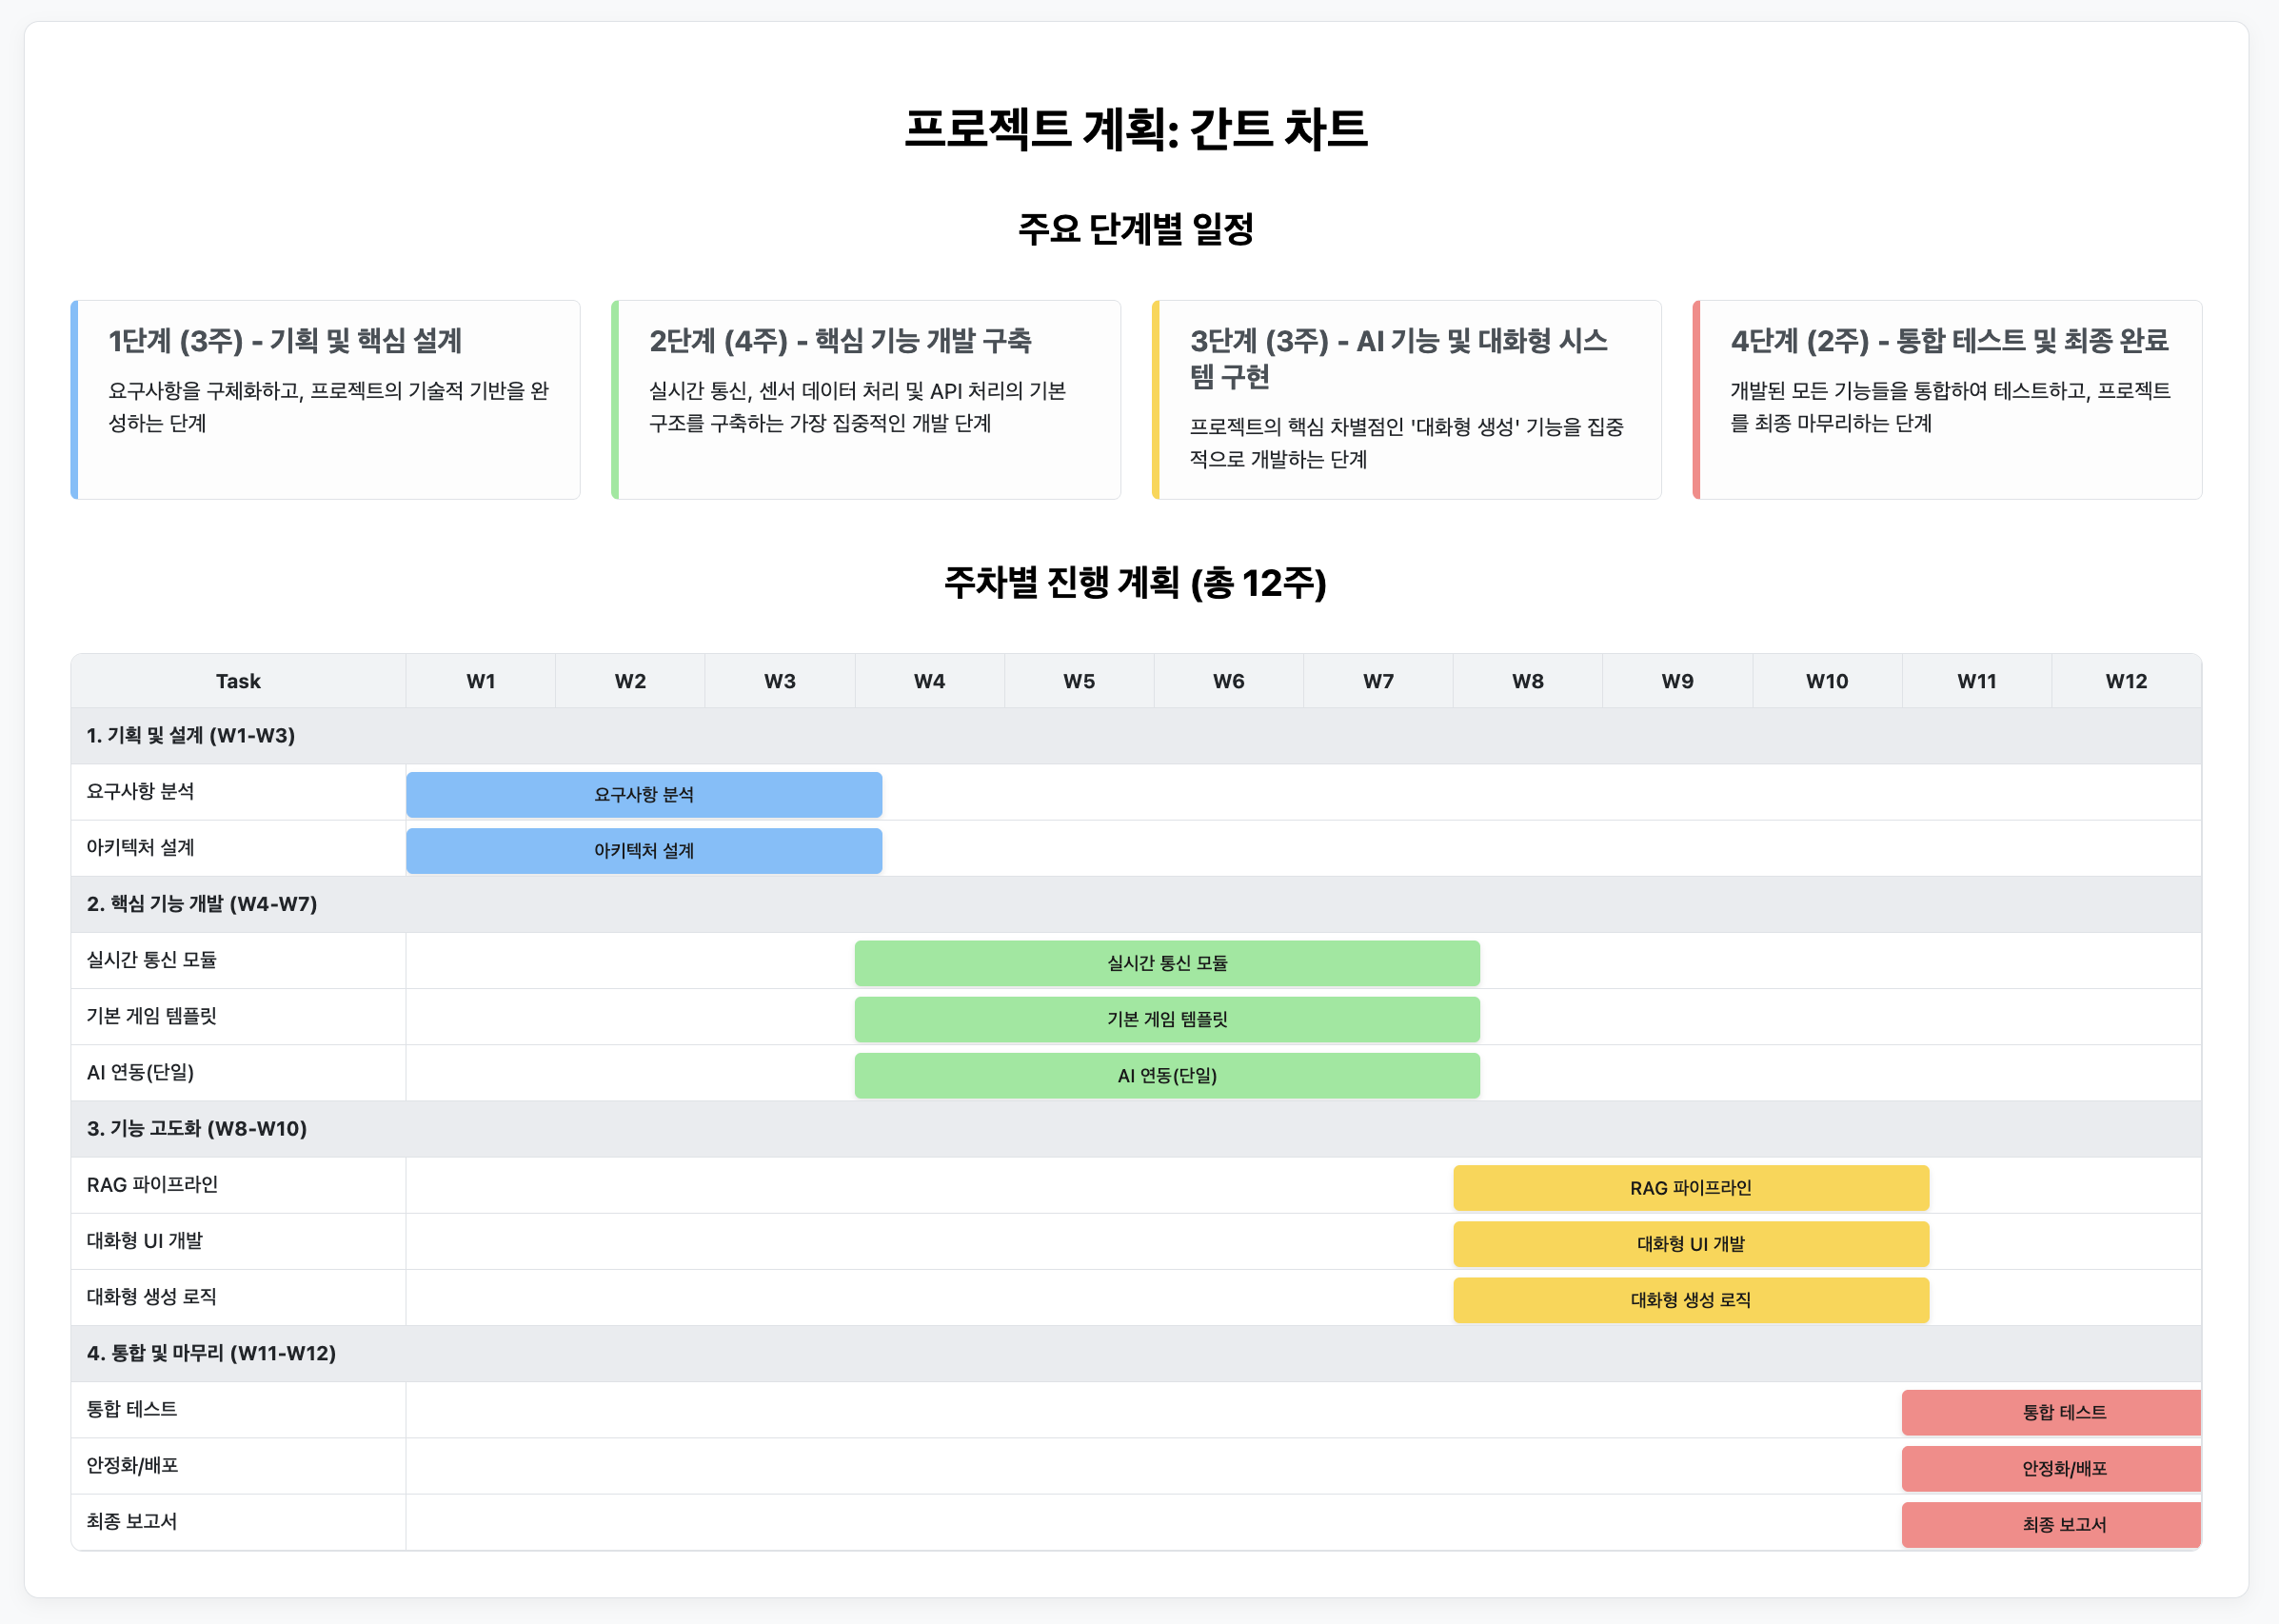 프로젝트 계획: 간트 차트
주요 단계별 일정
1단계 (3주) - 기획 및 핵심 설계
요구사항을 구체화하고, 프로젝트의 기술적 기반을 완
성하는 단계
2단계 (4주) - 핵심 기능 개발 구축
실시간 통신, 센서 데이터 처리 및 API 처리의 기본
구조를 구축하는 가장 집중적인 개발 단계
3단계 (3주) - AI 기능 및 대화형 시스
템 구현
프로젝트의 핵심 차별점인 '대화형 생성' 기능을 집중
적으로 개발하는 단계
4단계 (2주) - 통합 테스트 및 최종 완료
개발된 모든 기능들을 통합하여 테스트하고, 프로젝트
를 최종 마무리하는 단계
주차별 진행 계획 (총 12주)
Task W1 W2 W3 W4 W5 W6 W7 W8 W9 W10 W11 W12
1. 기획 및 설계 (W1-W3)
요구사항 분석 요구사항 분석
아키텍처 설계 아키텍처 설계
2. 핵심 기능 개발 (W4-W7)
실시간 통신 모듈 실시간 통신 모듈
기본 게임 템플릿 기본 게임 템플릿
AI 연동(단일) AI 연동(단일)
3. 기능 고도화 (W8-W10)
RAG 파이프라인 RAG 파이프라인
대화형 UI 개발 대화형 UI 개발
대화형 생성 로직 대화형 생성 로직
4. 통합 및 마무리 (W11-W12)
통합 테스트 통합 테스트
안정화/배포 안정화/배포
최종 보고서 최종 보고서